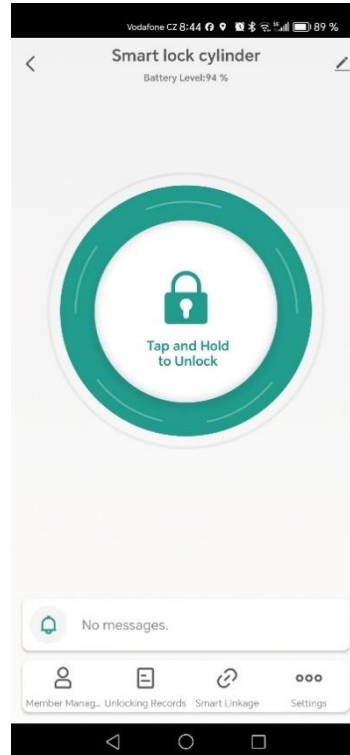 Vodafone CZ 8:44 89 %
Smart lock cylinder
Battery Level:94 %
Tap and Hold
to Unlock
No messages.
Member Manag... Unlocking Records Smart Linkage Settings